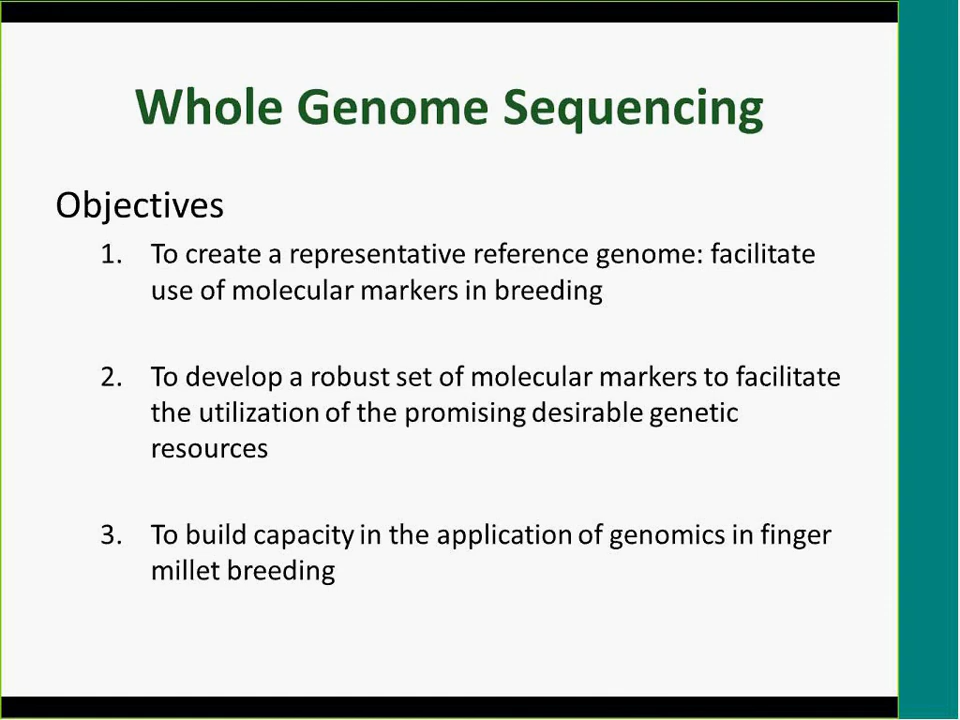 Whole Genome Sequencing
Objectives
1. To create a representative reference genome: facilitate
use of molecular markers in breeding
2. To develop a robust set of molecular markers to facilitate
the utilization of the promising desirable genetic
resources
3. To build capacity in the application of genomics in finger
millet breeding